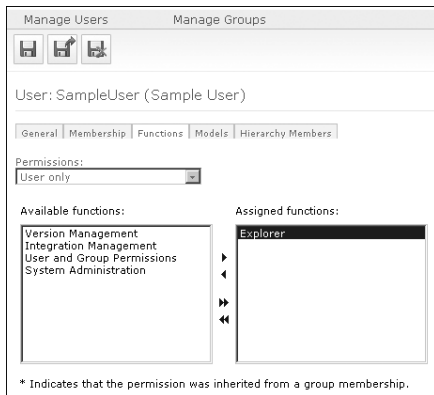 Manage Users Manage Groups
User: SampleUser (Sample User)
General Membership Functions Models Hierarchy Members
Permissions:
User only
Available functions: Assigned functions:
Version Management Explorer
Integration Management
User and Group Permissions
System Administration
* Indicates that the permission was inherited from a group membership.